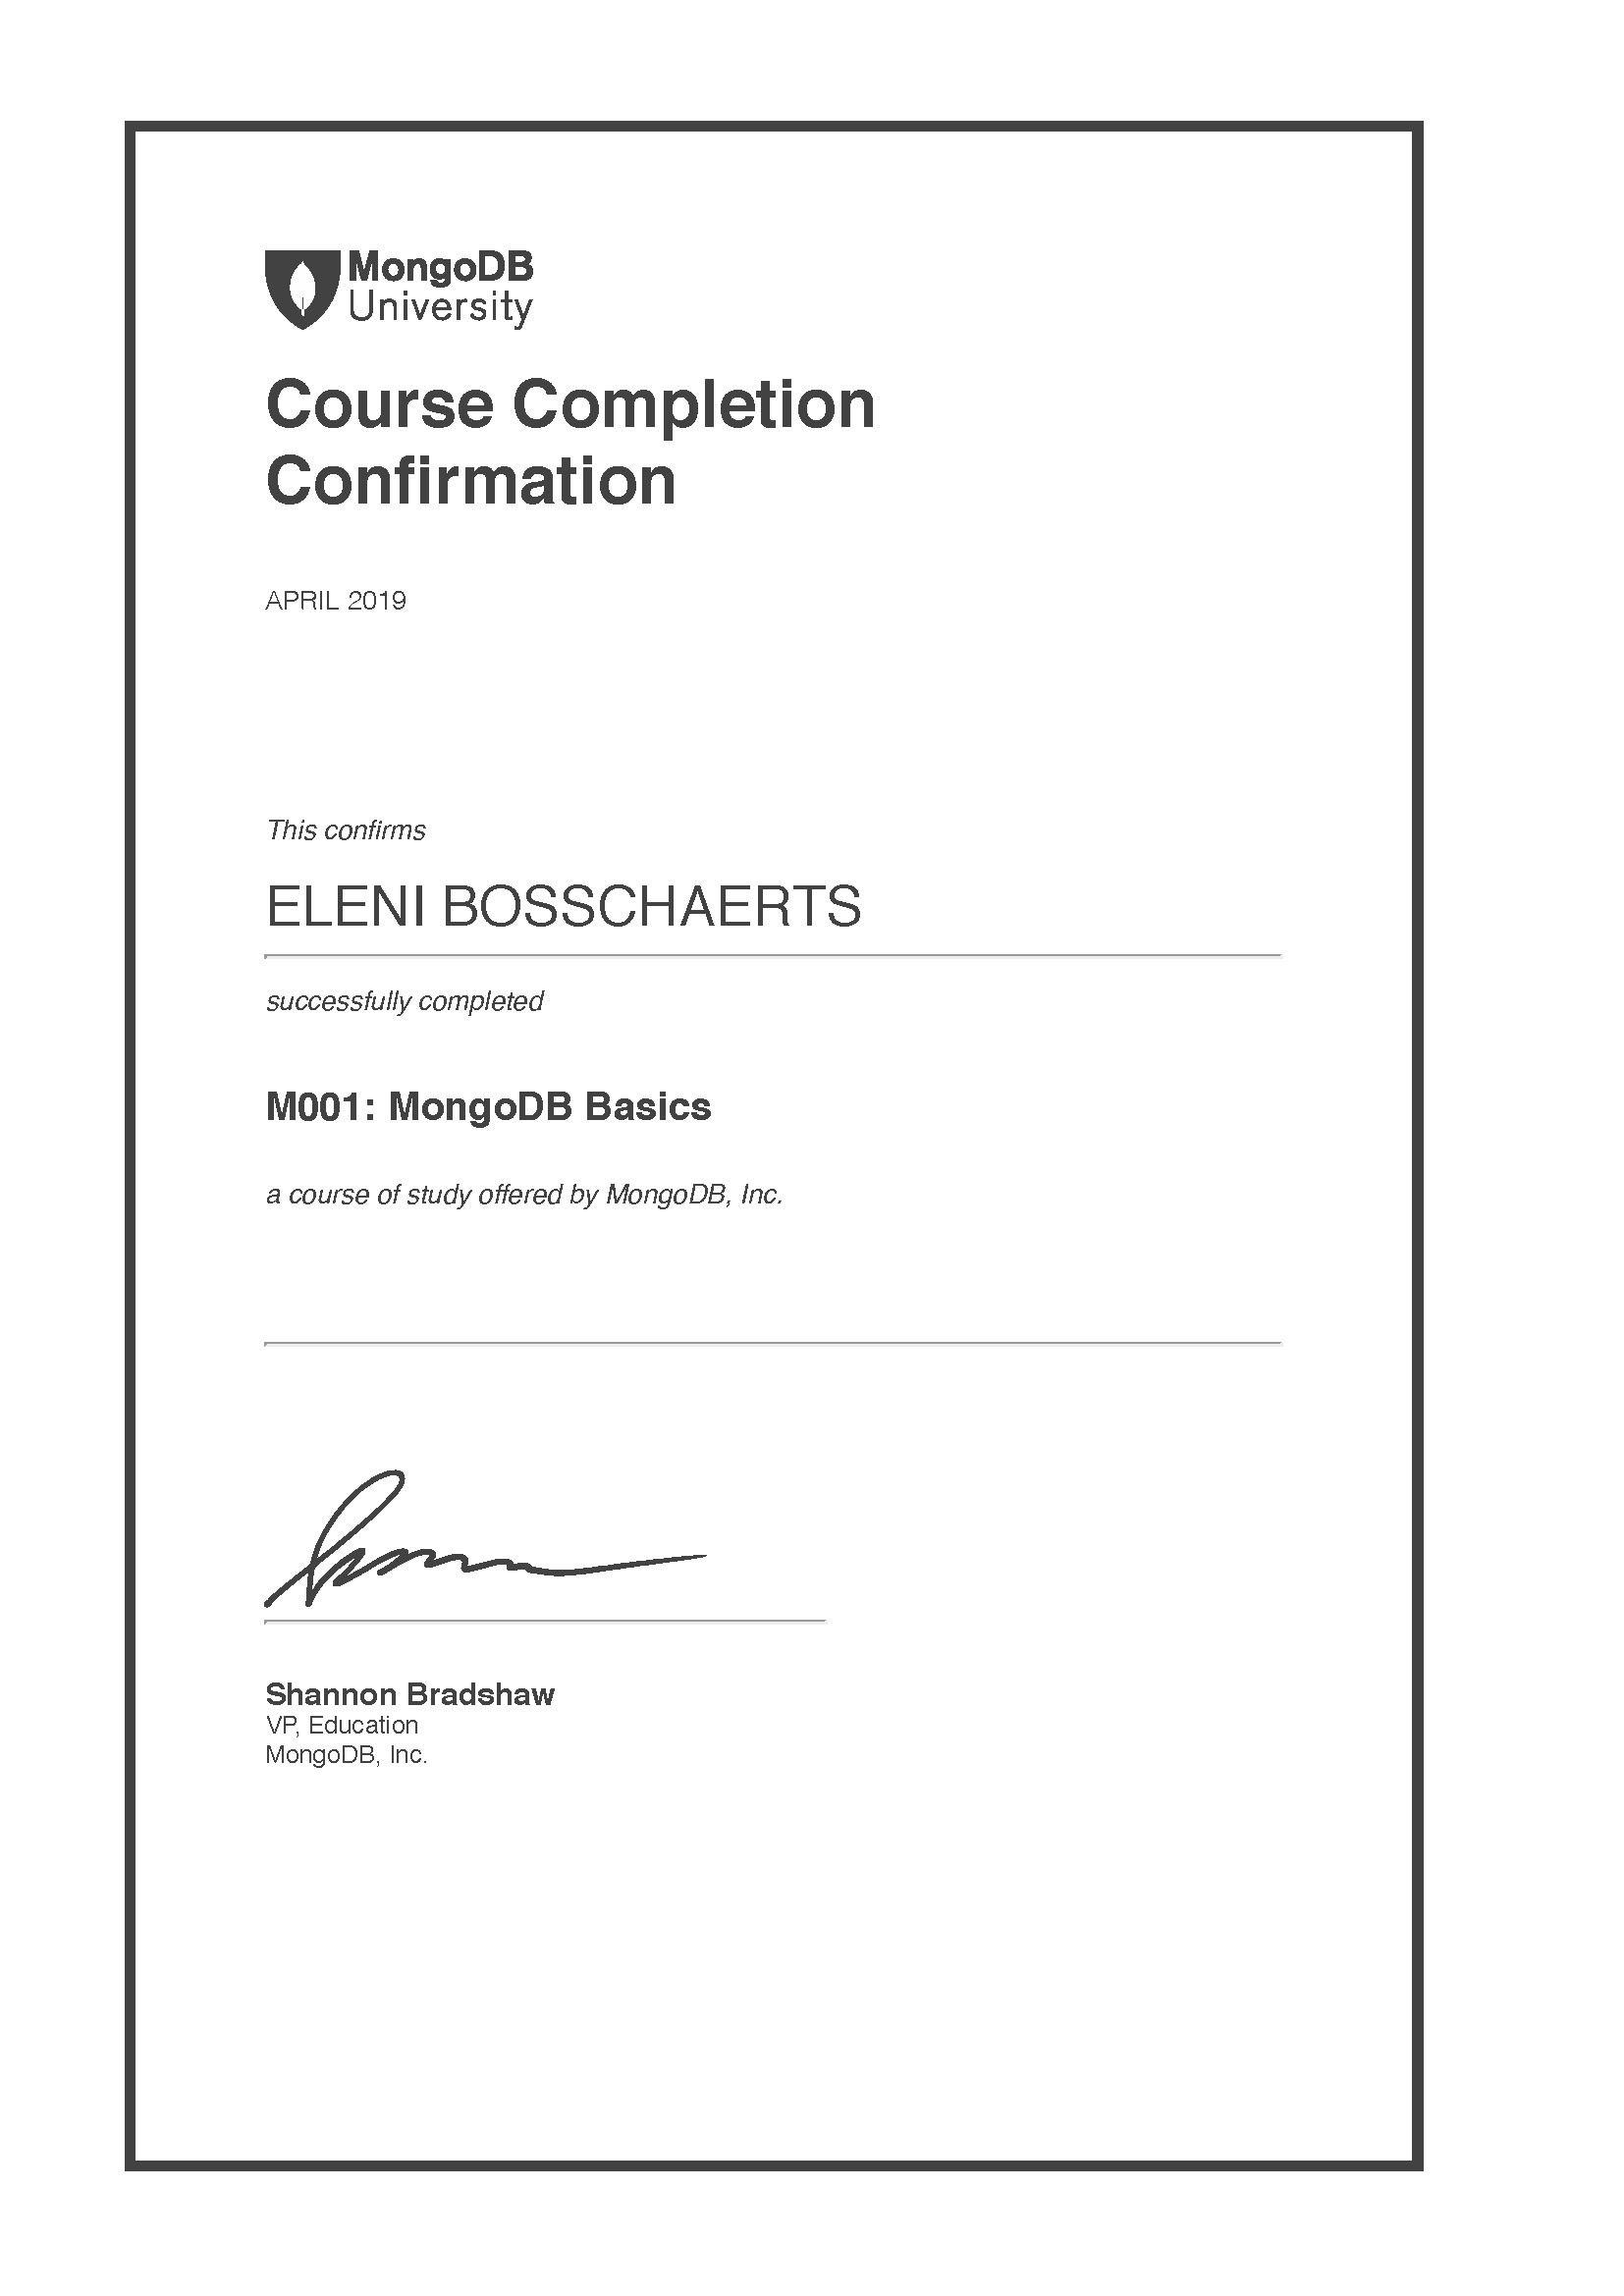 MongoDB
University
Course Completion
Confirmation
APRIL 2019
This confirms
ELENI BOSSCHAERTS
successfully completed
M001: MongoDB Basics
a course of study offered by MongoDB, Inc.
Shannon Bradshaw
VP, Education
MongoDB, Inc.